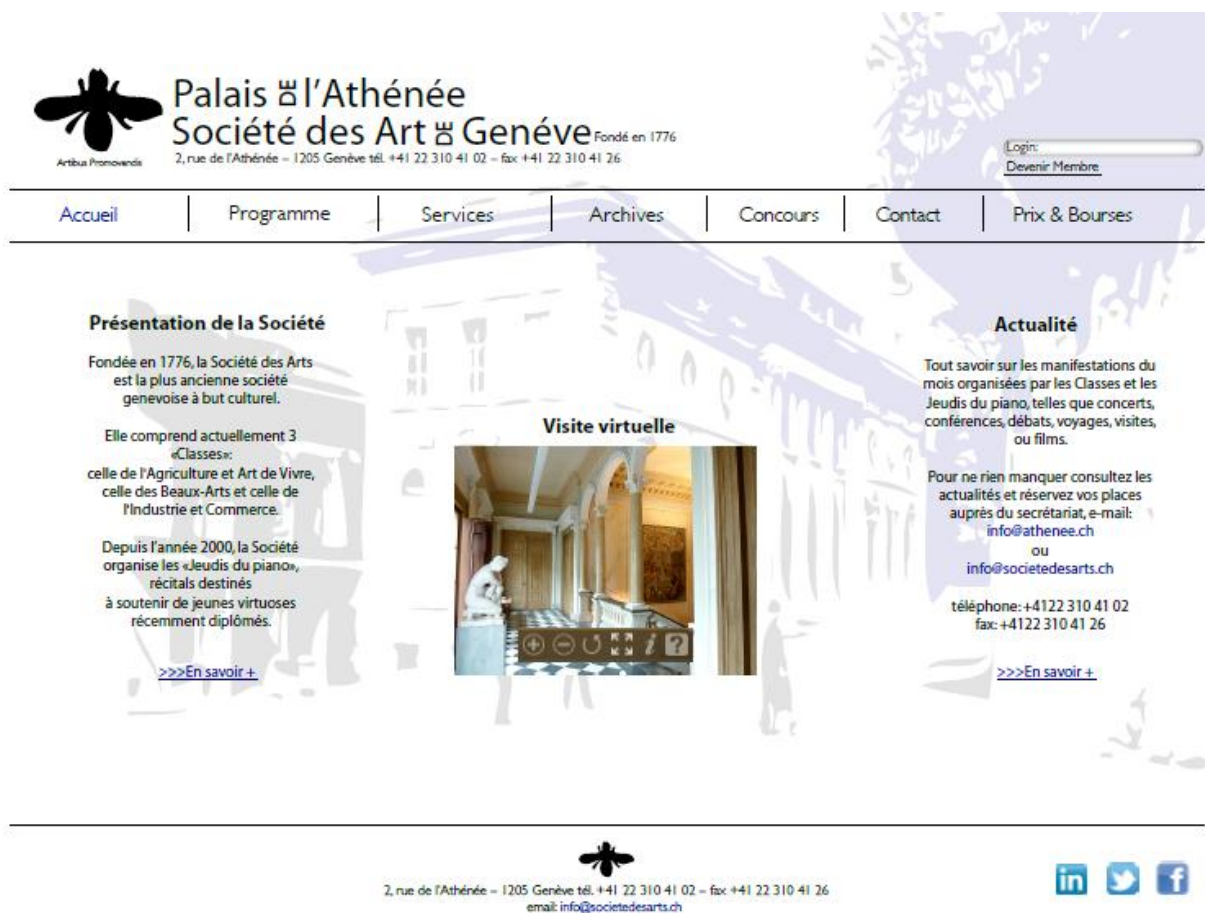 Palais DE l'Athénée
Société des Art DE Genéve Fondé en 1776
Artibus Promovendis
2, rue de l'Athénée – 1205 Genève tél. +41 22 310 41 02 – fax +41 22 310 41 26
Login:
Devenir Membre
Accueil Programme Services Archives Concours Contact Prix & Bourses
Présentation de la Société
Fondée en 1776, la Société des Arts
est la plus ancienne société
genevoise à but culturel.
Elle comprend actuellement 3
«Classes»:
celle de l'Agriculture et Art de Vivre,
celle des Beaux-Arts et celle de
l'Industrie et Commerce.
Depuis l'année 2000, la Société
organise les «Jeudis du piano»,
récitals destinés
à soutenir de jeunes virtuoses
récemment diplômés.
>>>En savoir +
Visite virtuelle
Actualité
Tout savoir sur les manifestations du
mois organisées par les Classes et les
Jeudis du piano, telles que concerts,
conférences, débats, voyages, visites,
ou films.
Pour ne rien manquer consultez les
actualités et réservez vos places
auprès du secrétariat, e-mail:
info@athenee.ch
ou
info@societedesarts.ch
téléphone: +4122 310 41 02
fax: +4122 310 41 26
>>>En savoir +
2, rue de l'Athénée – 1205 Genève tél. +41 22 310 41 02 – fax +41 22 310 41 26
email: info@societedesarts.ch